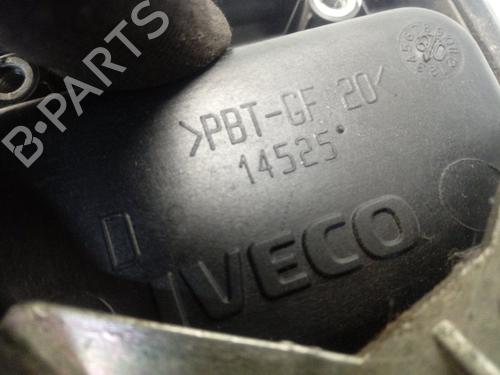 >PBT-GF 20<
14525
D
IVECO
B-PARTS